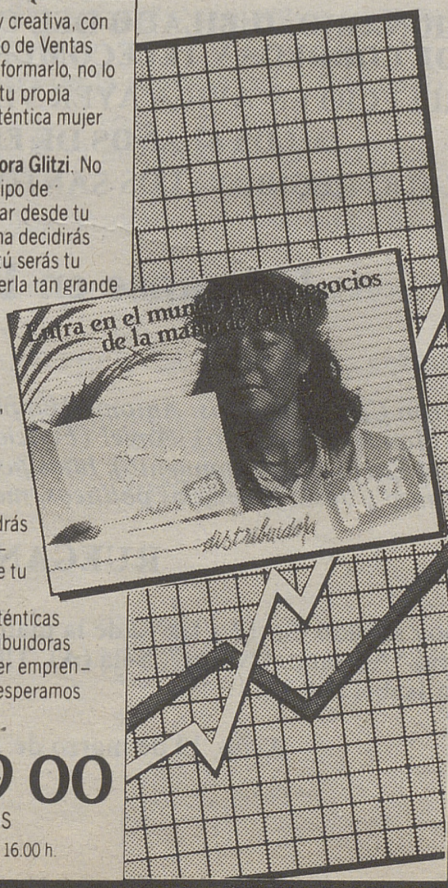 y creativa, con
o de Ventas
formarlo, no lo
tu propia
téntica mujer
ora Glitzi. No
ipo de
ar desde tu
na decidirás
tú serás tu
erla tan grande
Entra en el mundo de los negocios
de la mano de Glitzi
glitzi
distribuidora
glitzi
drás
e tu
ténticas
ibuidoras
er empren–
esperamos
9 00
S
16.00 h.